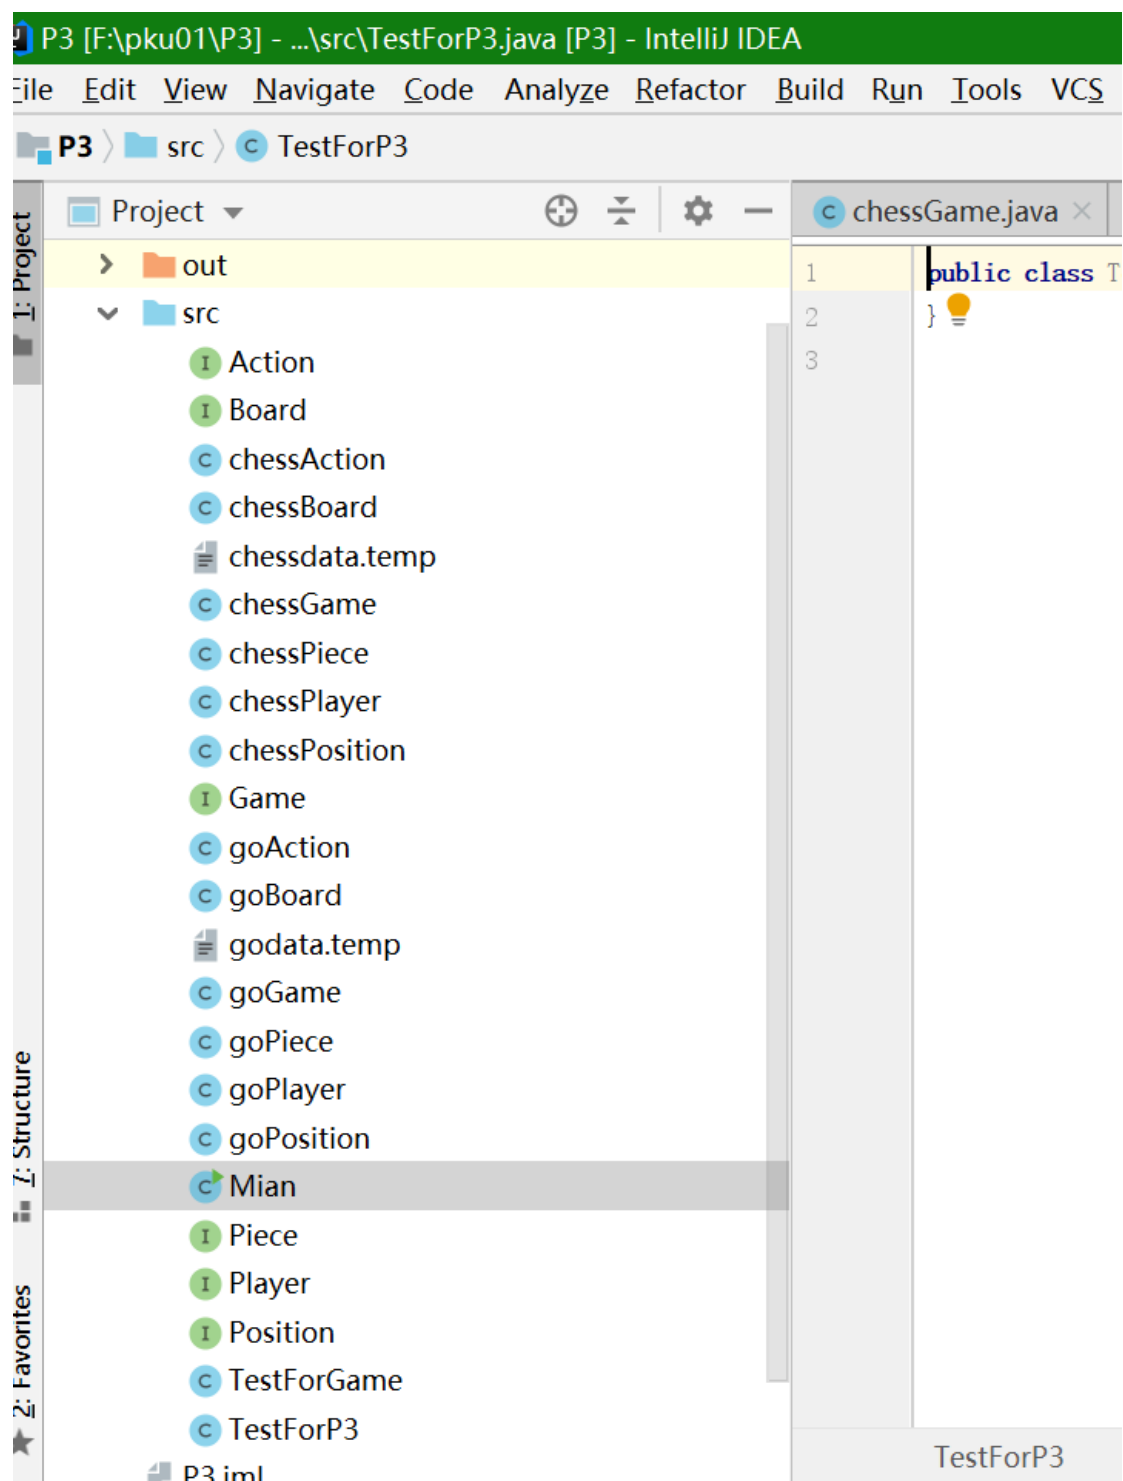 P3 [F:\pku01\P3] - ...\src\TestForP3.java [P3] - IntelliJ IDEA
File Edit View Navigate Code Analyze Refactor Build Run Tools VCS
P3 src TestForP3
1: Project
Project
chessGame.java
out
1 public class T
src
2 }
3
Action
Board
chessAction
chessBoard
chessdata.temp
chessGame
chessPiece
chessPlayer
chessPosition
Game
goAction
goBoard
godata.temp
goGame
goPiece
goPlayer
goPosition
7: Structure
Mian
Piece
Player
Position
2: Favorites
TestForGame
TestForP3
P3.iml
TestForP3